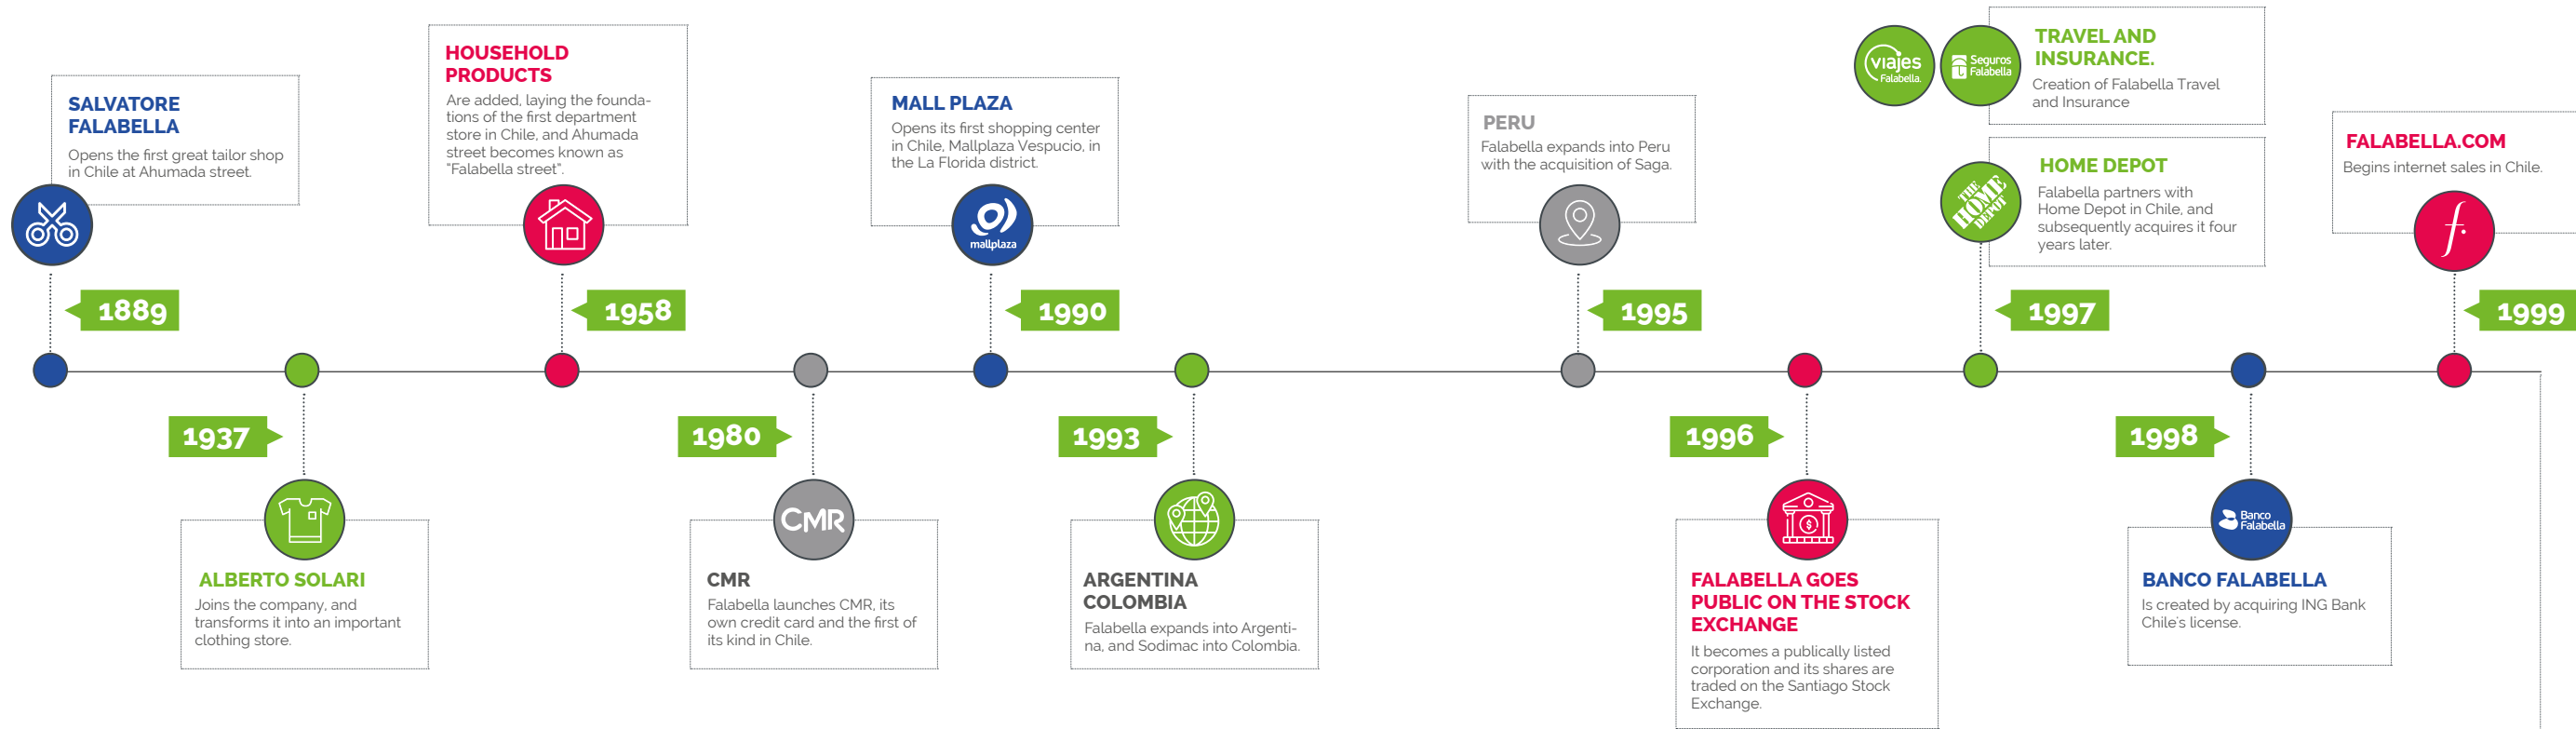 SALVATORE
FALABELLA
Opens the first great tailor shop
in Chile at Ahumada street.
1889
1937
ALBERTO SOLARI
Joins the company, and
transforms it into an important
clothing store.
HOUSEHOLD
PRODUCTS
Are added, laying the founda-
tions of the first department
store in Chile, and Ahumada
street becomes known as
"Falabella street".
1958
1980
CMR
CMR
Falabella launches CMR, its
own credit card and the first of
its kind in Chile.
MALL PLAZA
Opens its first shopping center
in Chile, Mallplaza Vespucio, in
the La Florida district.
mallplaza
1990
1993
ARGENTINA
COLOMBIA
Falabella expands into Argenti-
na, and Sodimac into Colombia.
PERU
Falabella expands into Peru
with the acquisition of Saga.
1995
1996
FALABELLA GOES
PUBLIC ON THE STOCK
EXCHANGE
It becomes a publically listed
corporation and its shares are
traded on the Santiago Stock
Exchange.
viajes
Falabella.
Seguros
Falabella
TRAVEL AND
INSURANCE.
Creation of Falabella Travel
and Insurance
THE
HOME
DEPOT
HOME DEPOT
Falabella partners with
Home Depot in Chile, and
subsequently acquires it four
years later.
1997
1998
Banco
Falabella
BANCO FALABELLA
Is created by acquiring ING Bank
Chile's license.
FALABELLA.COM
Begins internet sales in Chile.
f.
1999